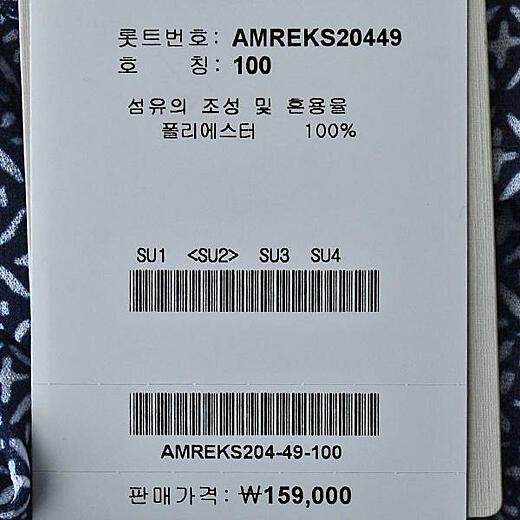 롯트번호: AMREKS20449
호 칭: 100
섬유의 조성 및 혼용율
폴리에스터 100%
SU1 <SU2> SU3 SU4
AMREKS204-49-100
판매가격: ₩159,000